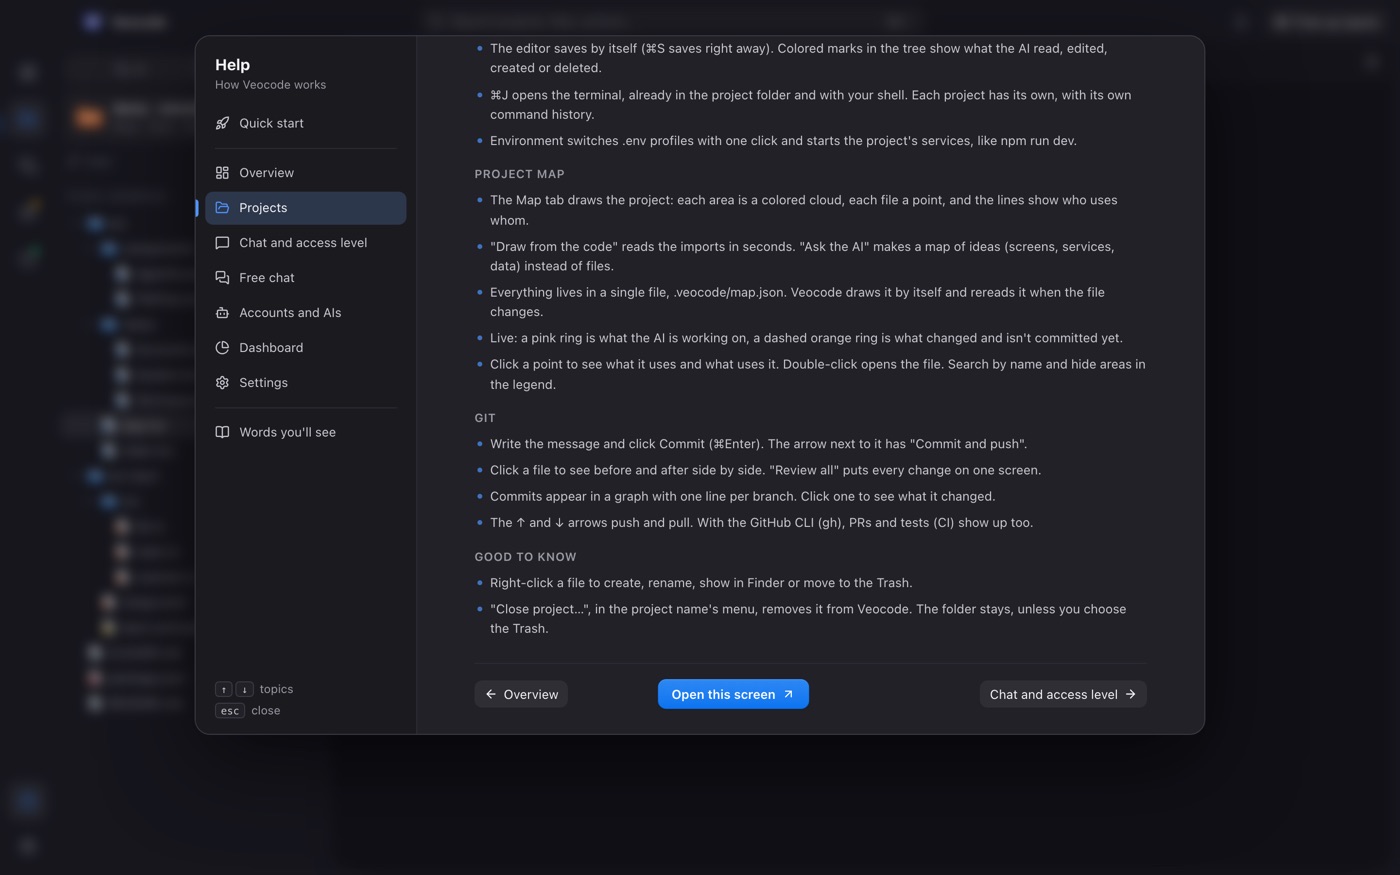 Help
How Veocode works
Quick start
Overview
Projects
Chat and access level
Free chat
Accounts and AIs
Dashboard
Settings
Words you'll see
↑ ↓ topics
esc close
The editor saves by itself (⌘S saves right away). Colored marks in the tree show what the AI read, edited,
created or deleted.
⌘J opens the terminal, already in the project folder and with your shell. Each project has its own, with its own
command history.
Environment switches .env profiles with one click and starts the project's services, like npm run dev.
PROJECT MAP
The Map tab draws the project: each area is a colored cloud, each file a point, and the lines show who uses
whom.
"Draw from the code" reads the imports in seconds. "Ask the AI" makes a map of ideas (screens, services,
data) instead of files.
Everything lives in a single file, .veocode/map.json. Veocode draws it by itself and rereads it when the file
changes.
Live: a pink ring is what the AI is working on, a dashed orange ring is what changed and isn't committed yet.
Click a point to see what it uses and what uses it. Double-click opens the file. Search by name and hide areas in
the legend.
GIT
Write the message and click Commit (⌘Enter). The arrow next to it has "Commit and push".
Click a file to see before and after side by side. "Review all" puts every change on one screen.
Commits appear in a graph with one line per branch. Click one to see what it changed.
The ↑ and ↓ arrows push and pull. With the GitHub CLI (gh), PRs and tests (CI) show up too.
GOOD TO KNOW
Right-click a file to create, rename, show in Finder or move to the Trash.
"Close project…", in the project name's menu, removes it from Veocode. The folder stays, unless you choose
the Trash.
← Overview
Open this screen ↗
Chat and access level →